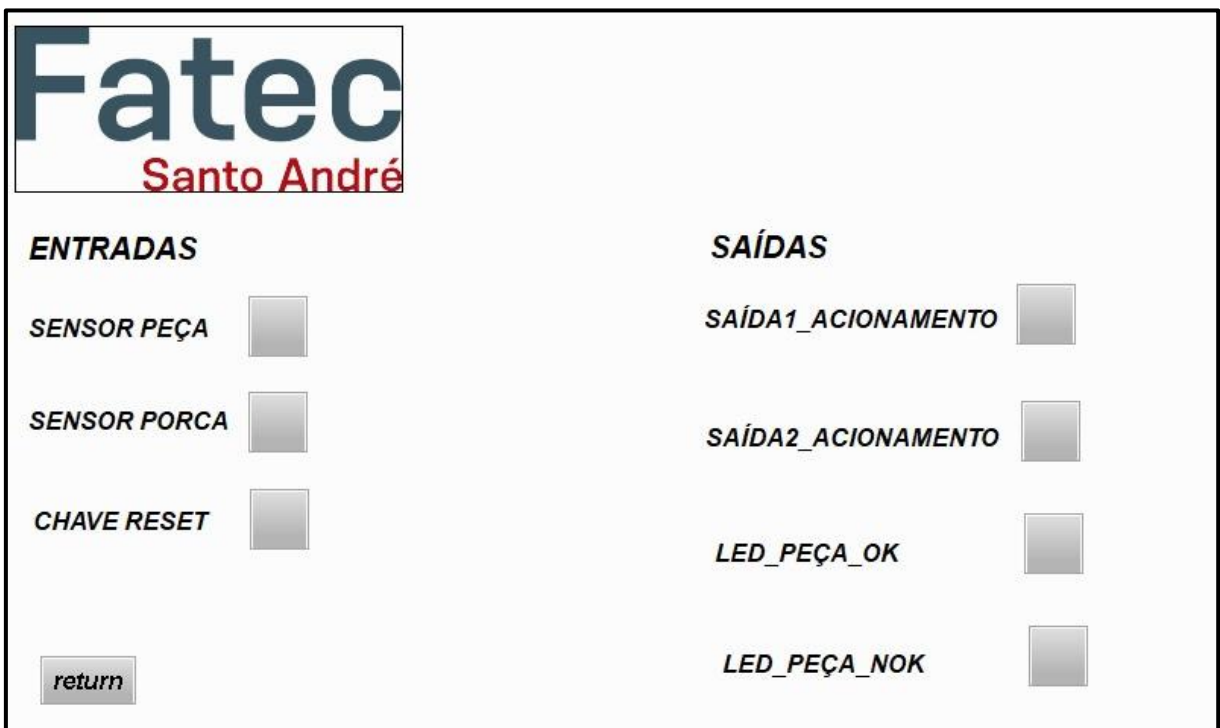 Fatec
Santo André
ENTRADAS
SENSOR PEÇA
SENSOR PORCA
CHAVE RESET
return
SAÍDAS
SAÍDA1_ACIONAMENTO
SAÍDA2_ACIONAMENTO
LED_PEÇA_OK
LED_PEÇA_NOK